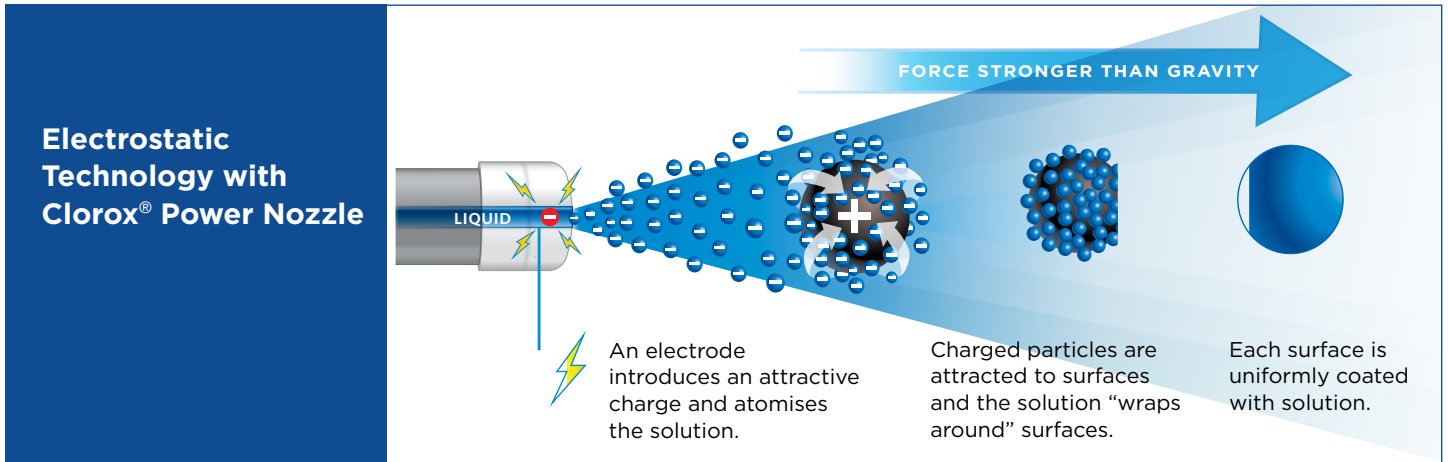 Electrostatic
Technology with
Clorox® Power Nozzle
FORCE STRONGER THAN GRAVITY
LIQUID
An electrode
introduces an attractive
charge and atomises
the solution.
Charged particles are
attracted to surfaces
and the solution “wraps
around” surfaces.
Each surface is
uniformly coated
with solution.